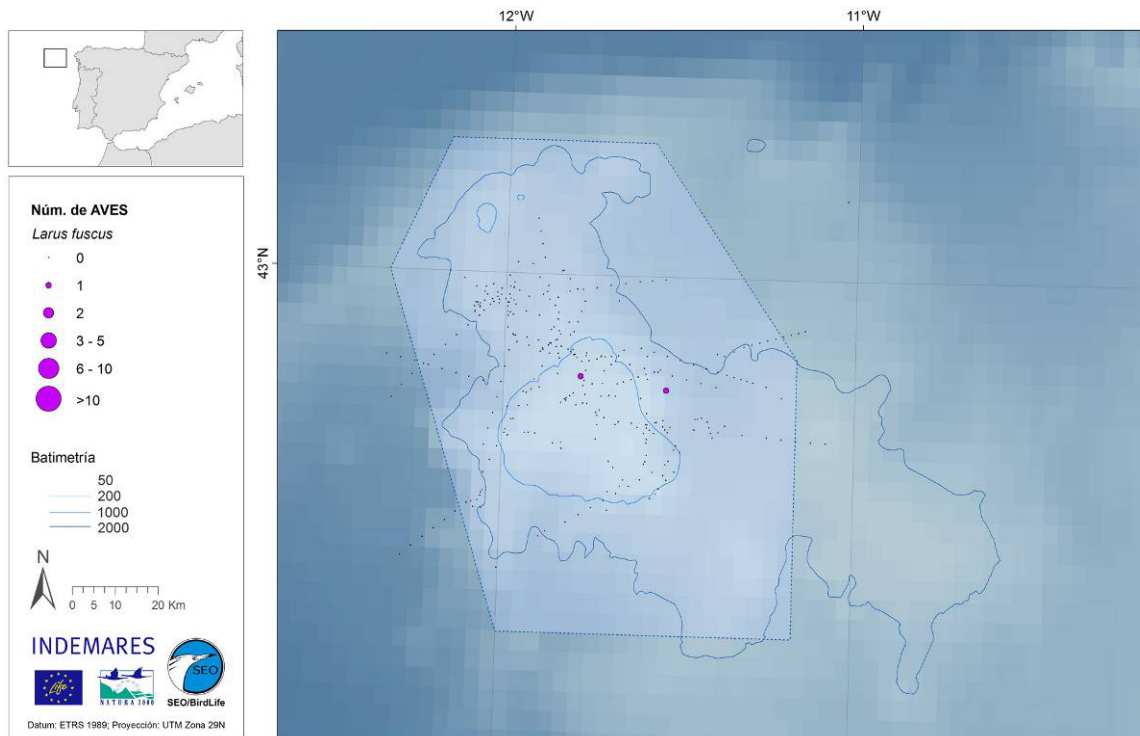 12°W
11°W
43°N
Núm. de AVES
Larus fuscus
0
1
2
3 - 5
6 - 10
>10
Batimetría
50
200
1000
2000
N
0 5 10 20 Km
INDEMARES
Life
NATURA 2000
SEO
SEO/BirdLife
Datum: ETRS 1989; Proyección: UTM Zona 29N